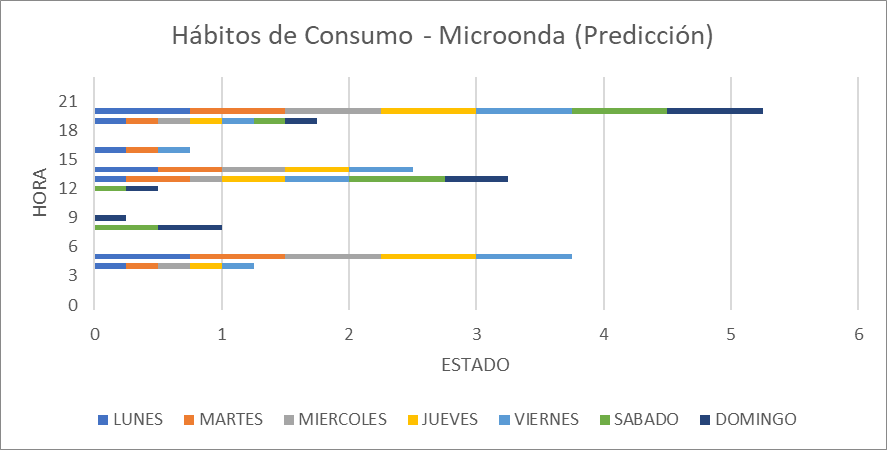 Hábitos de Consumo - Microonda (Predicción)
HORA
21
18
15
12
9
6
3
0
0 1 2 3 4 5 6
ESTADO
LUNES MARTES MIERCOLES JUEVES VIERNES SABADO DOMINGO